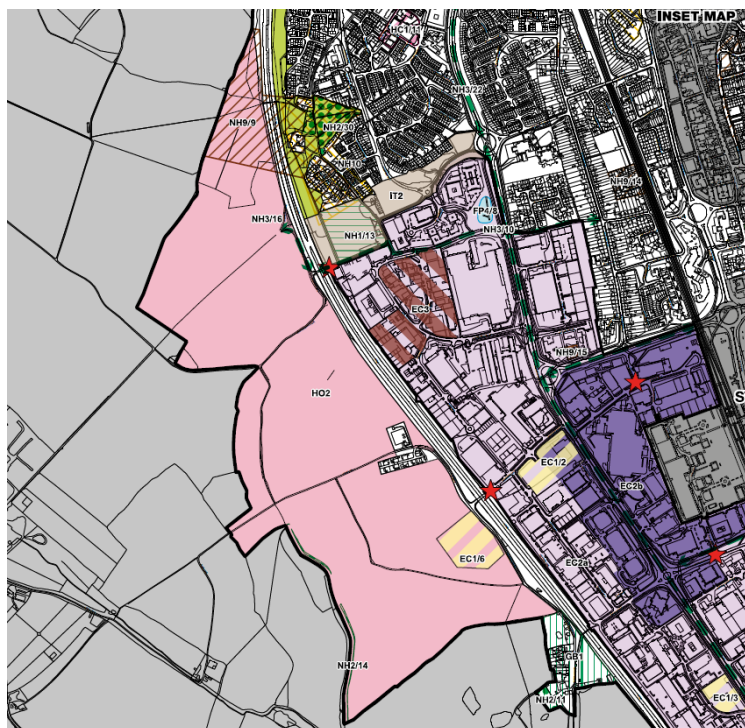 INSET MAP
HC1/11
NH3/22
NH9/9
NH2/30
NH10
NH9/14
IT2
FP4/8
NH3/16
NH1/13
NH3/10
EC3
NH9/15
HO2
S
EC1/2
EC2b
EC1/6
EC2a
GB1
NH2/14
NH2/11
EC1/3